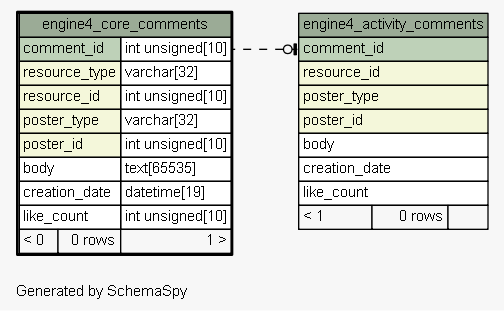 engine4_core_comments
comment_id int unsigned[10]
resource_type varchar[32]
resource_id int unsigned[10]
poster_type varchar[32]
poster_id int unsigned[10]
body text[65535]
creation_date datetime[19]
like_count int unsigned[10]
< 0 0 rows 1 >
engine4_activity_comments
comment_id
resource_id
poster_type
poster_id
body
creation_date
like_count
< 1 0 rows
Generated by SchemaSpy